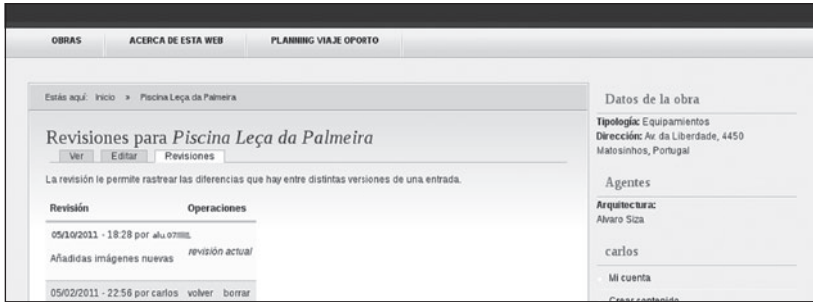 OBRAS ACERCA DE ESTA WEB PLANNING VIAJE OPORTO
Estás aquí: Inicio » Piscina Leça da Palmeira
Revisiones para Piscina Leça da Palmeira
Ver Editar Revisiones
La revisión le permite rastrear las diferencias que hay entre distintas versiones de una entrada.
Revisión Operaciones
05/10/2011 - 18:28 por
Añadidas imágenes nuevas
revisión actual
05/02/2011 - 22:56 por carlos volver borrar
Datos de la obra
Tipología: Equipamientos
Dirección: Av. da Liberdade, 4450
Matosinhos, Portugal
Agentes
Arquitectura:
Alvaro Siza
carlos
Mi cuenta
Crear contenido